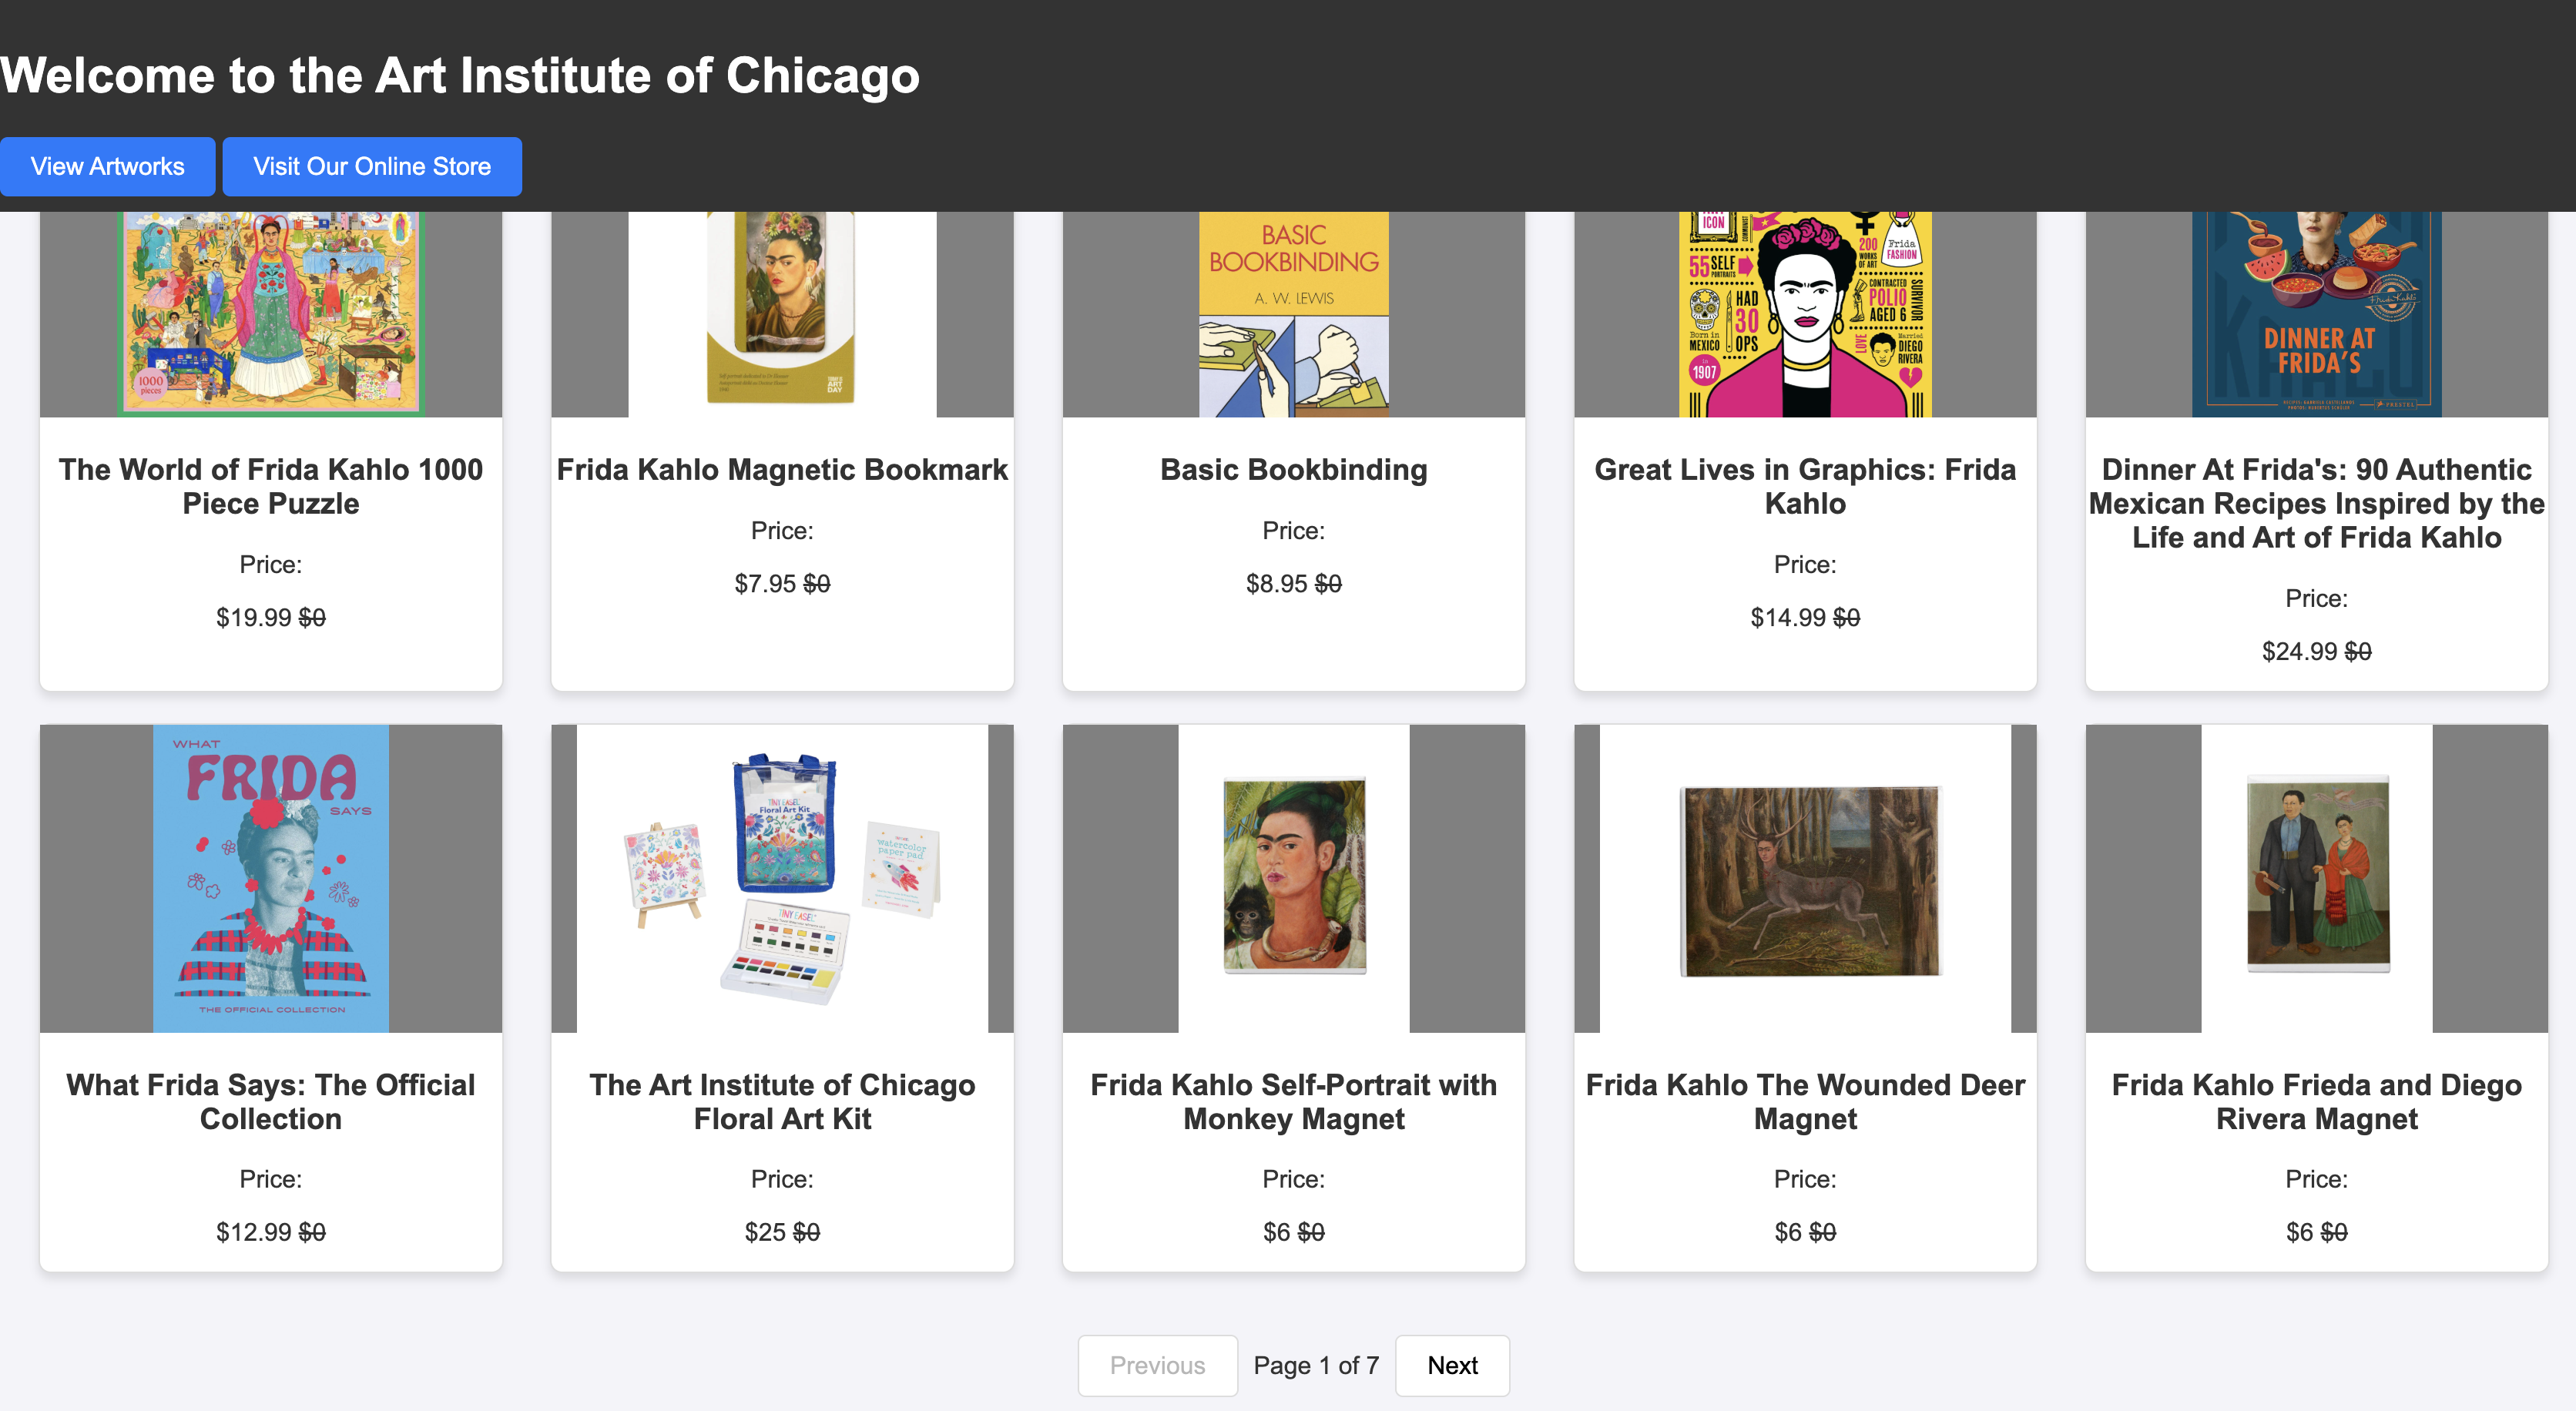 Welcome to the Art Institute of Chicago
View Artworks
Visit Our Online Store
1000
pieces
ART
DAY
BASIC
BOOKBINDING
A. W. LEWIS
ICON
COMMUNIST
55 SELF
PORTRAITS
HAD
30
OPS
Born in
MEXICO
In
1907
200
WORKS
OF ART
Frida
FASHION
CONTRACTED
POLIO
AGED 6
SURVIVOR
LOVE
Married
DIEGO
RIVERA
Frida Kahlo
DINNER AT
FRIDA'S
PRESTEL
The World of Frida Kahlo 1000
Piece Puzzle
Price:
$19.99 $0
Frida Kahlo Magnetic Bookmark
Price:
$7.95 $0
Basic Bookbinding
Price:
$8.95 $0
Great Lives in Graphics: Frida
Kahlo
Price:
$14.99 $0
Dinner At Frida's: 90 Authentic
Mexican Recipes Inspired by the
Life and Art of Frida Kahlo
Price:
$24.99 $0
WHAT
FRIDA
SAYS
THE OFFICIAL COLLECTION
TINY EASEL
Floral Art Kit
watercolor
paper pad
TINY EASEL
What Frida Says: The Official
Collection
Price:
$12.99 $0
The Art Institute of Chicago
Floral Art Kit
Price:
$25 $0
Frida Kahlo Self-Portrait with
Monkey Magnet
Price:
$6 $0
Frida Kahlo The Wounded Deer
Magnet
Price:
$6 $0
Frida Kahlo Frieda and Diego
Rivera Magnet
Price:
$6 $0
Previous
Page 1 of 7
Next